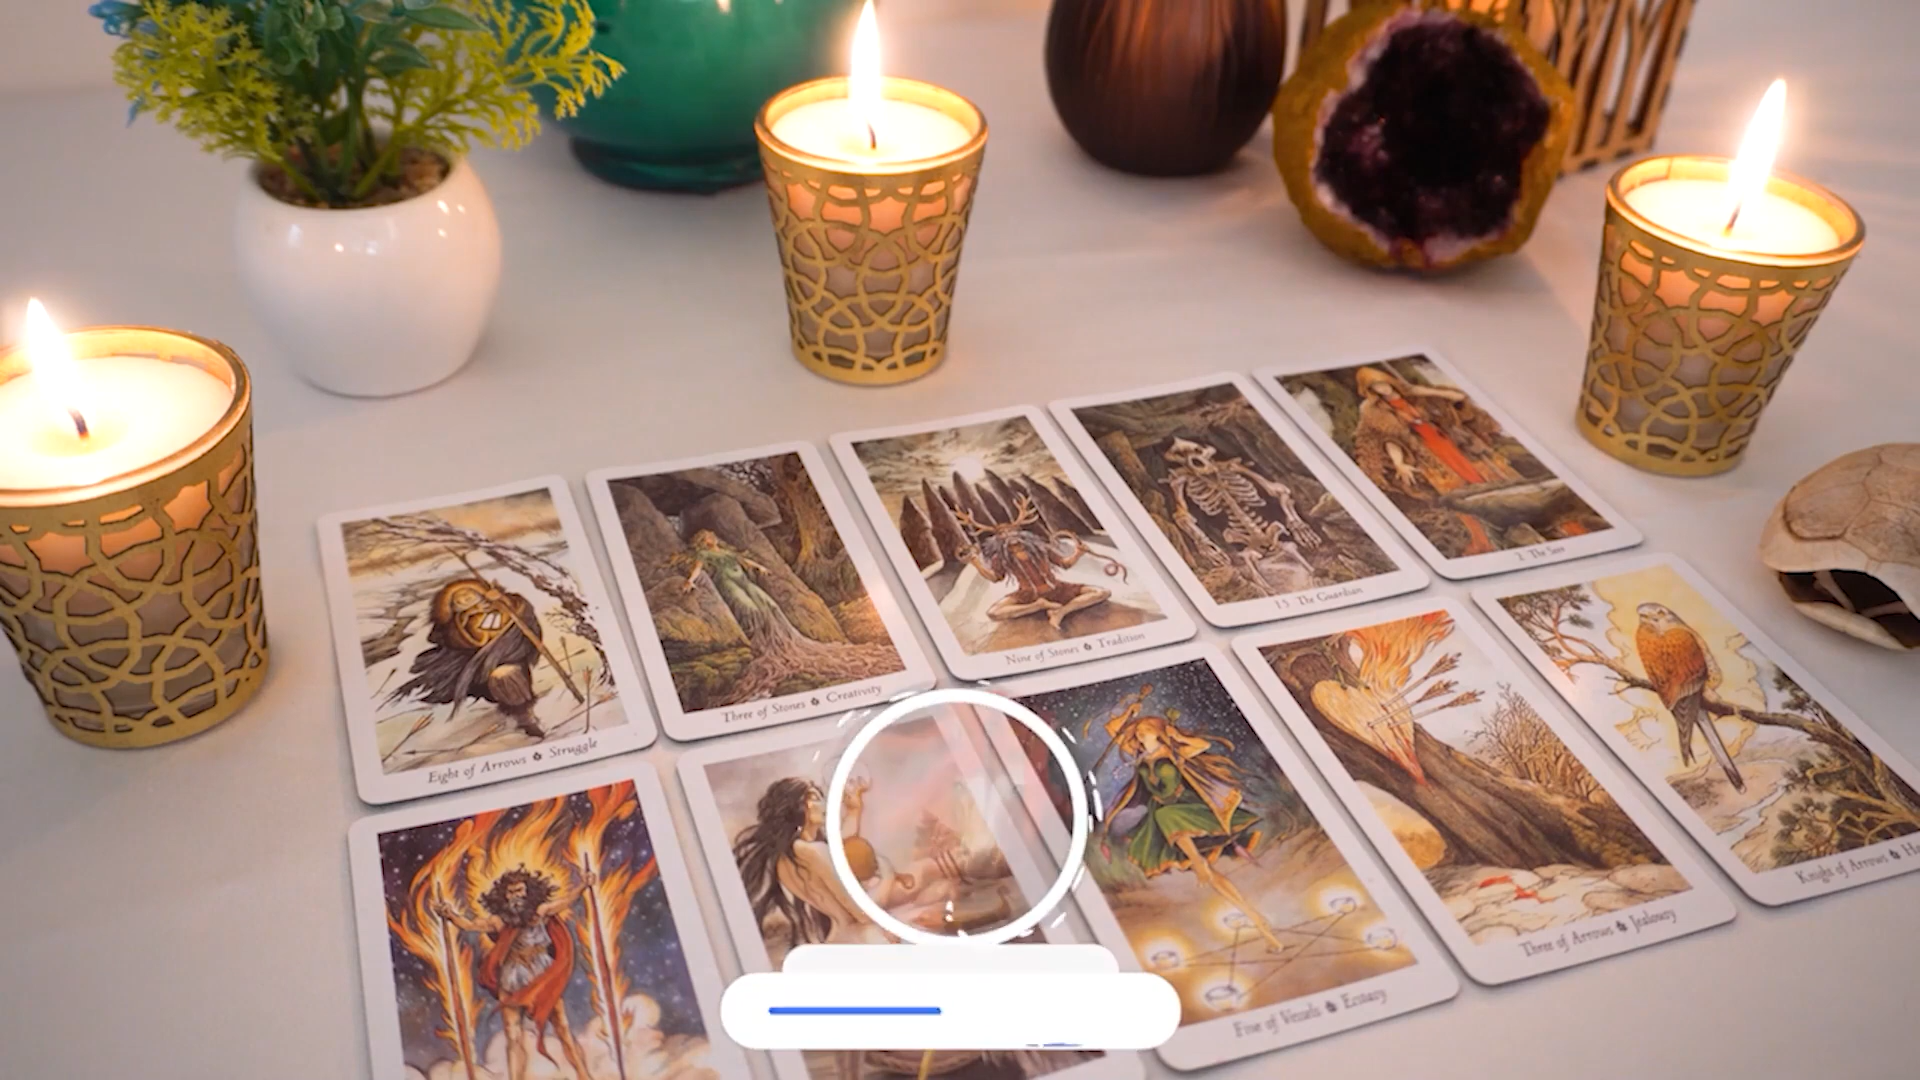 2 The Seer
15 The Guardian
Nine of Stones Tradition
Three of Stones Creativity
Eight of Arrows Struggle
Knight of Arrows
Three of Arrows Jealousy
Five of Vessels Ecstasy